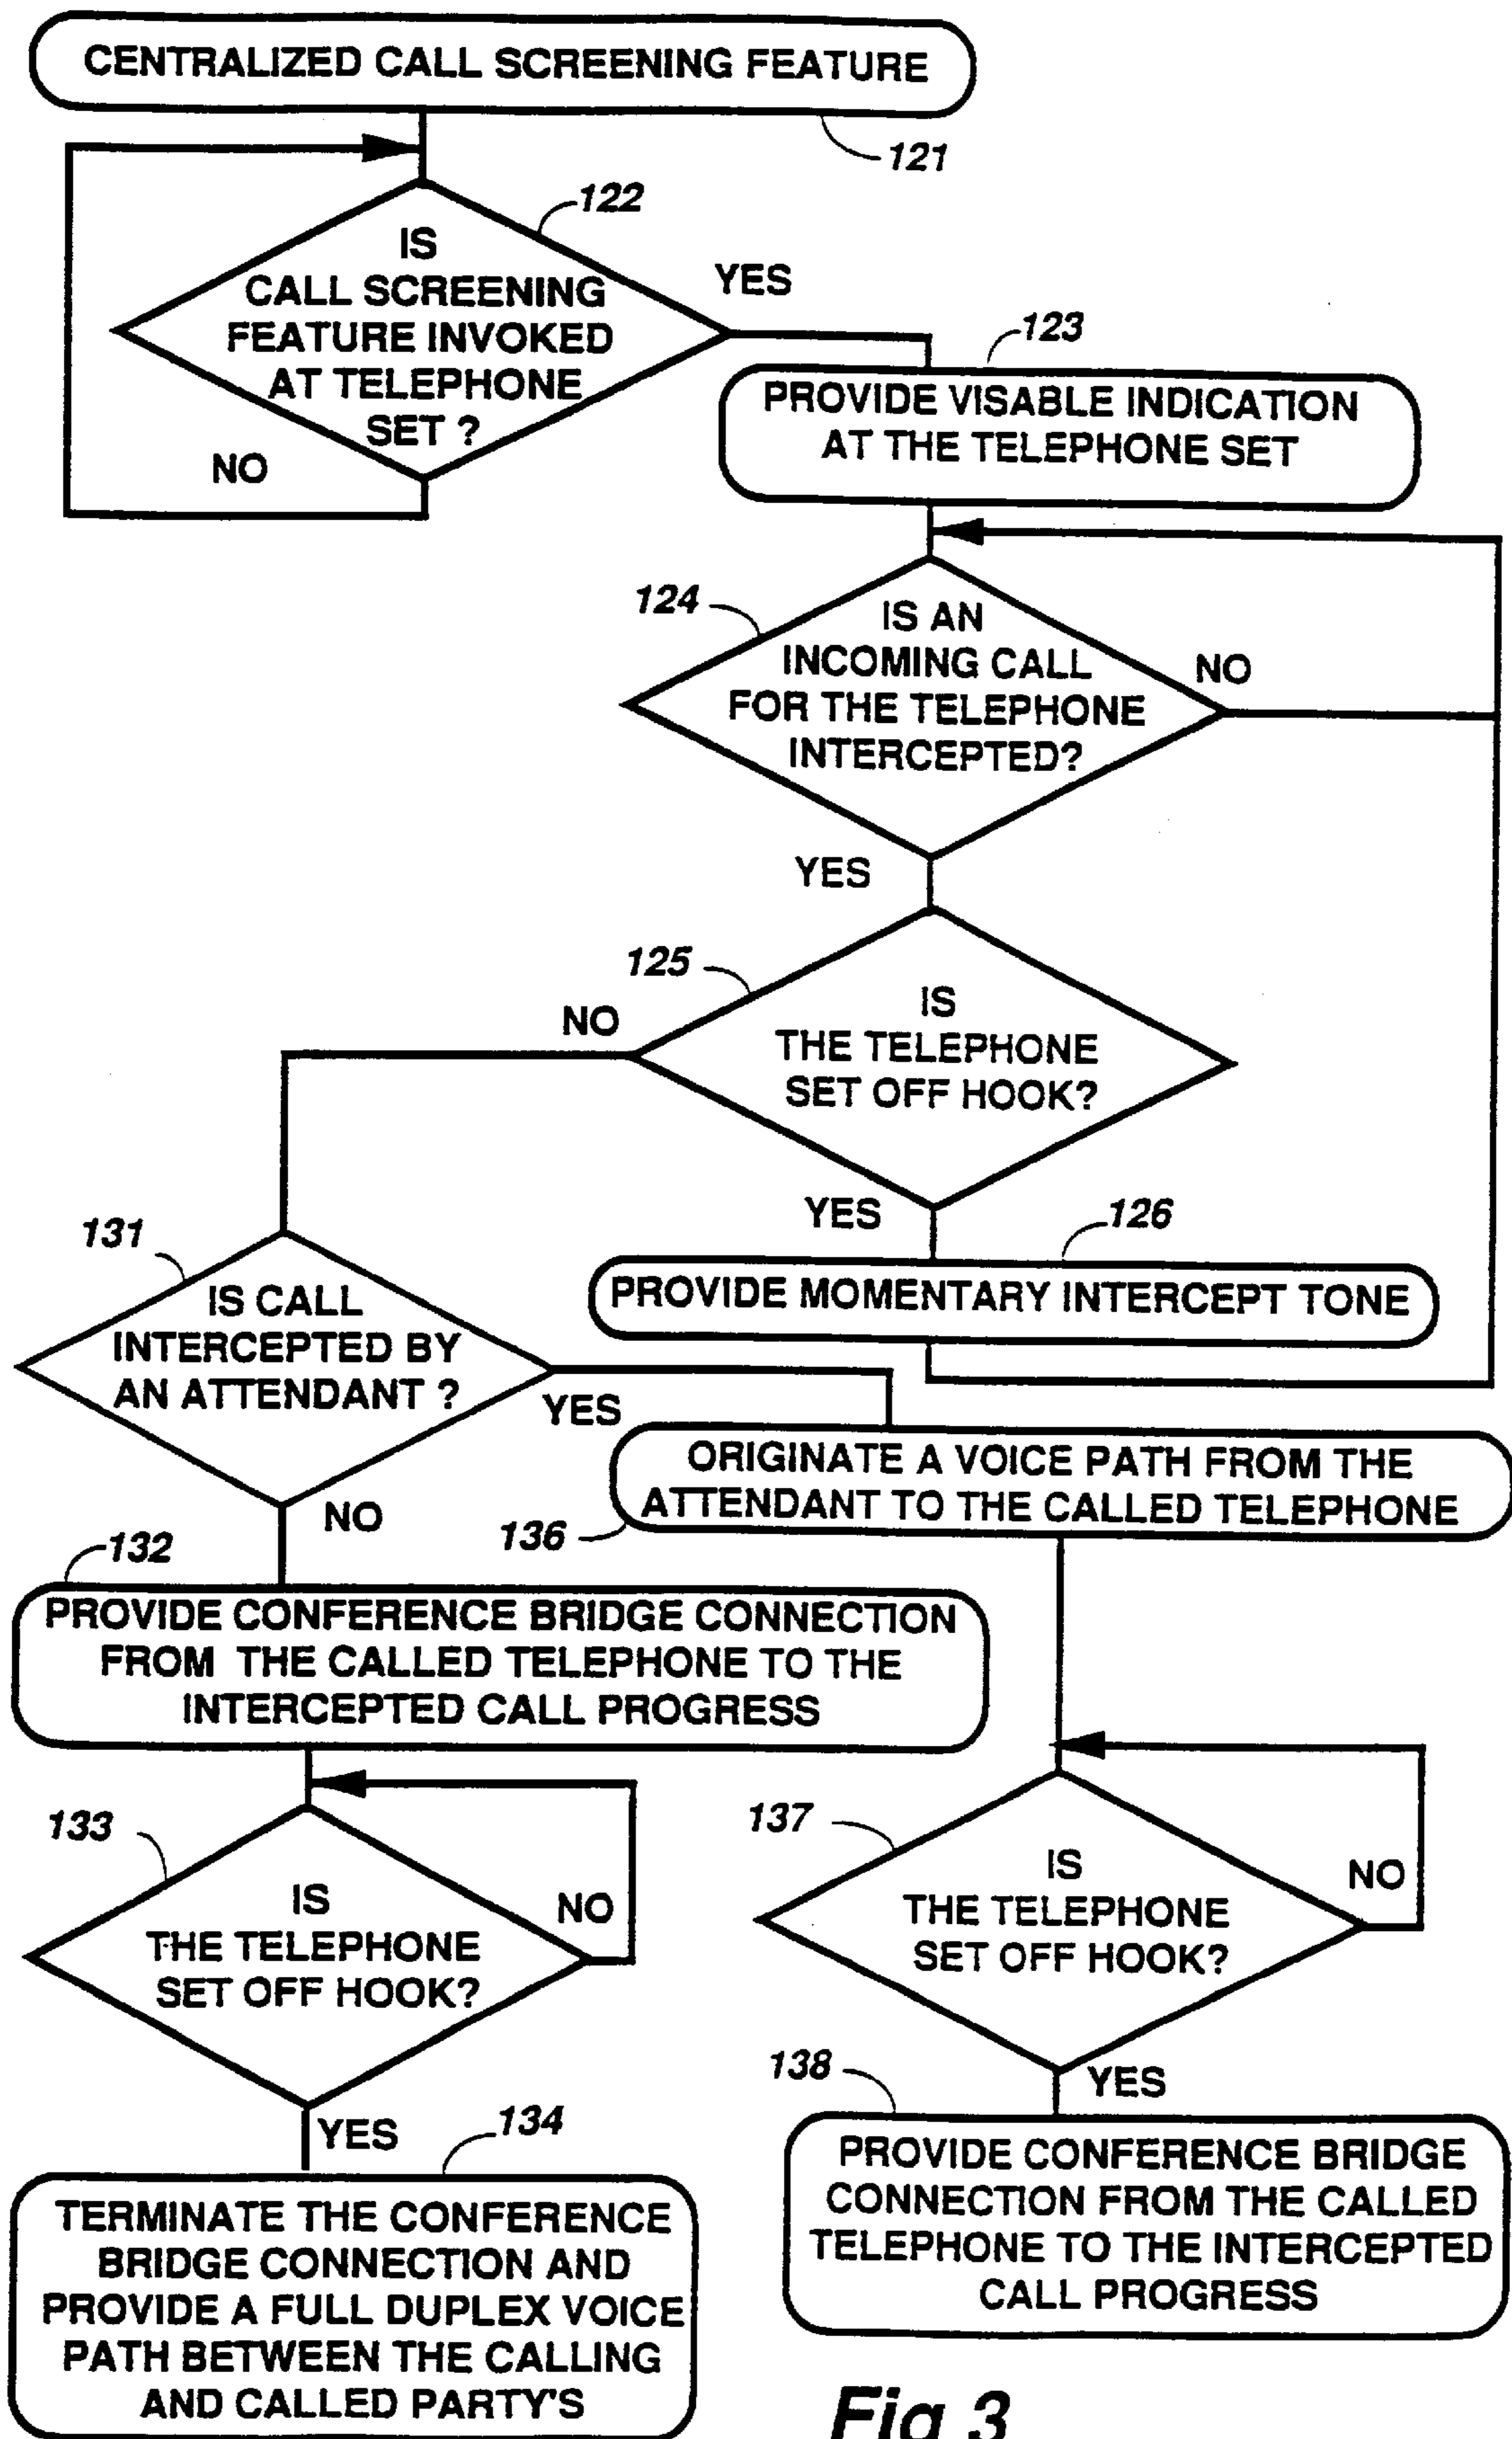 CENTRALIZED CALL SCREENING FEATURE
121
122
IS
CALL SCREENING
FEATURE INVOKED
AT TELEPHONE
SET ?
YES
NO
123
PROVIDE VISABLE INDICATION
AT THE TELEPHONE SET
124
IS AN
INCOMING CALL
FOR THE TELEPHONE
INTERCEPTED?
NO
YES
125
IS
THE TELEPHONE
SET OFF HOOK?
NO
YES
126
PROVIDE MOMENTARY INTERCEPT TONE
131
IS CALL
INTERCEPTED BY
AN ATTENDANT ?
YES
NO
ORIGINATE A VOICE PATH FROM THE
ATTENDANT TO THE CALLED TELEPHONE
136
132
PROVIDE CONFERENCE BRIDGE CONNECTION
FROM THE CALLED TELEPHONE TO THE
INTERCEPTED CALL PROGRESS
133
IS
THE TELEPHONE
SET OFF HOOK?
NO
YES
137
IS
THE TELEPHONE
SET OFF HOOK?
NO
YES
134
TERMINATE THE CONFERENCE
BRIDGE CONNECTION AND
PROVIDE A FULL DUPLEX VOICE
PATH BETWEEN THE CALLING
AND CALLED PARTY'S
138
PROVIDE CONFERENCE BRIDGE
CONNECTION FROM THE CALLED
TELEPHONE TO THE INTERCEPTED
CALL PROGRESS
Fig 3